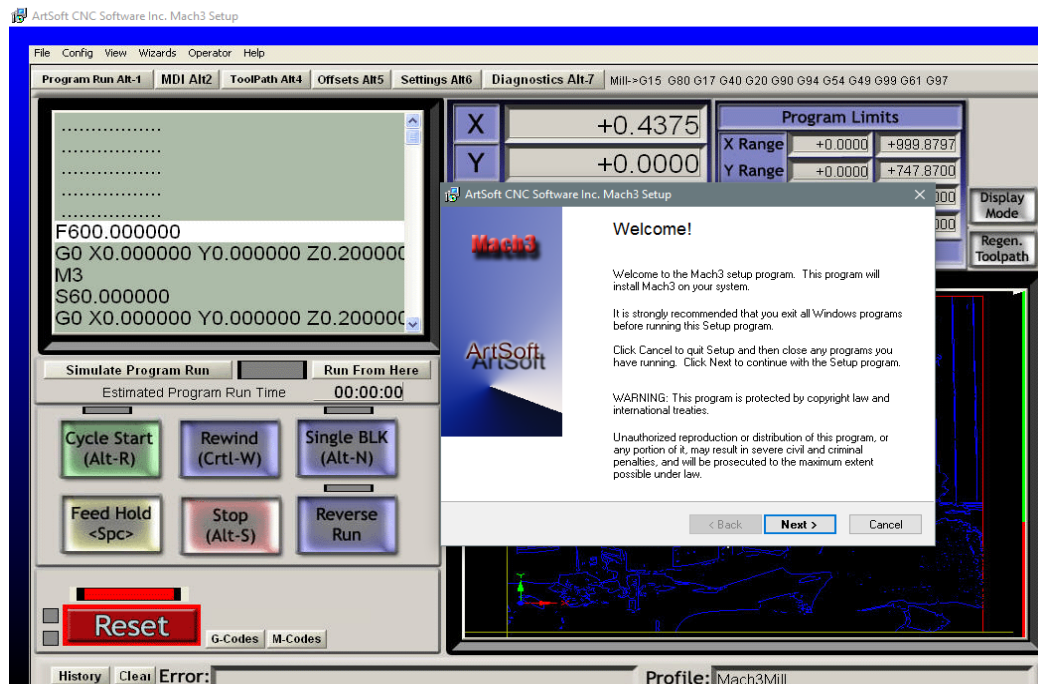 ArtSoft CNC Software Inc. Mach3 Setup
File Config View Wizards Operator Help
Program Run Alt-1 MDI Alt2 ToolPath Alt4 Offsets Alt5 Settings Alt6 Diagnostics Alt-7 Mill->G15 G80 G17 G40 G20 G90 G94 G54 G49 G99 G61 G97
.................
.................
.................
.................
.................
F600.000000
G0 X0.000000 Y0.000000 Z0.200000
M3
S60.000000
G0 X0.000000 Y0.000000 Z0.200000
X +0.4375
Y +0.0000
Program Limits
X Range +0.0000 +999.8797
Y Range +0.0000 +747.8700
Display
Mode
Regen.
Toolpath
ArtSoft CNC Software Inc. Mach3 Setup
Mach3
ArtSoft
Welcome!
Welcome to the Mach3 setup program. This program will
install Mach3 on your system.
It is strongly recommended that you exit all Windows programs
before running this Setup program.
Click Cancel to quit Setup and then close any programs you
have running. Click Next to continue with the Setup program.
WARNING: This program is protected by copyright law and
international treaties.
Unauthorized reproduction or distribution of this program, or
any portion of it, may result in severe civil and criminal
penalties, and will be prosecuted to the maximum extent
possible under law.
< Back Next > Cancel
Simulate Program Run Run From Here
Estimated Program Run Time 00:00:00
Cycle Start
(Alt-R)
Rewind
(Crtl-W)
Single BLK
(Alt-N)
Feed Hold
<Spc>
Stop
(Alt-S)
Reverse
Run
Reset
G-Codes M-Codes
History Clear Error: Profile: Mach3Mill